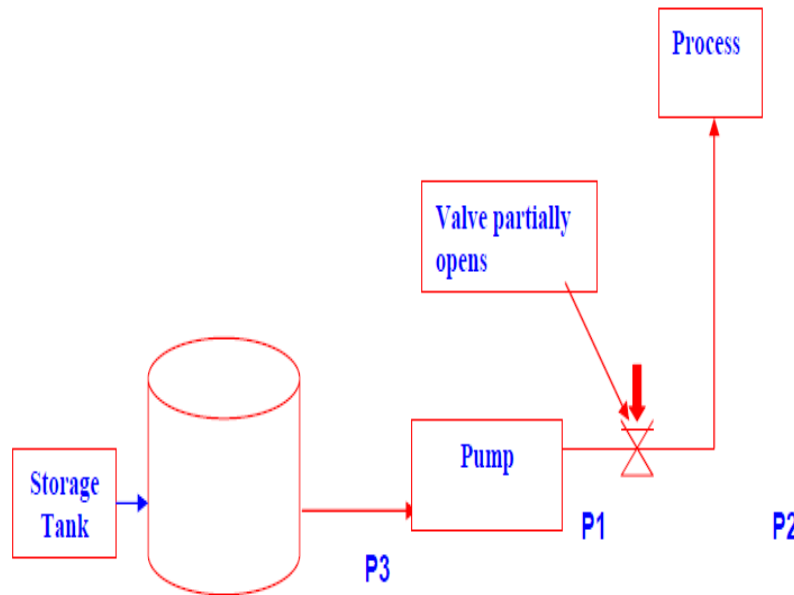 Process
Valve partially
opens
Pump
Storage
Tank
P1
P2
P3